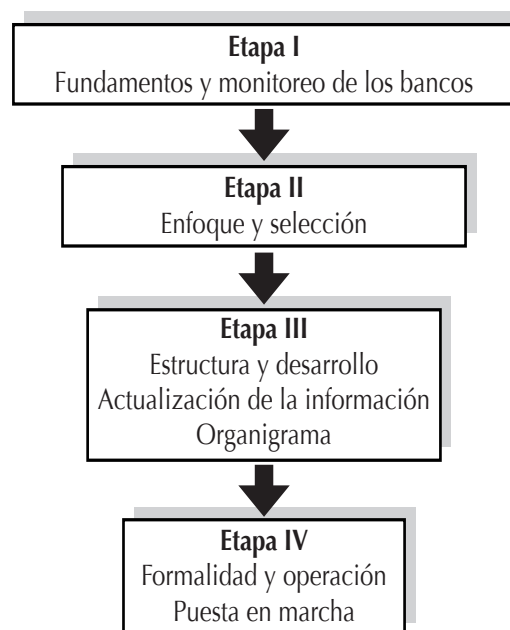 Etapa I
Fundamentos y monitoreo de los bancos
Etapa II
Enfoque y selección
Etapa III
Estructura y desarrollo
Actualización de la información
Organigrama
Etapa IV
Formalidad y operación
Puesta en marcha